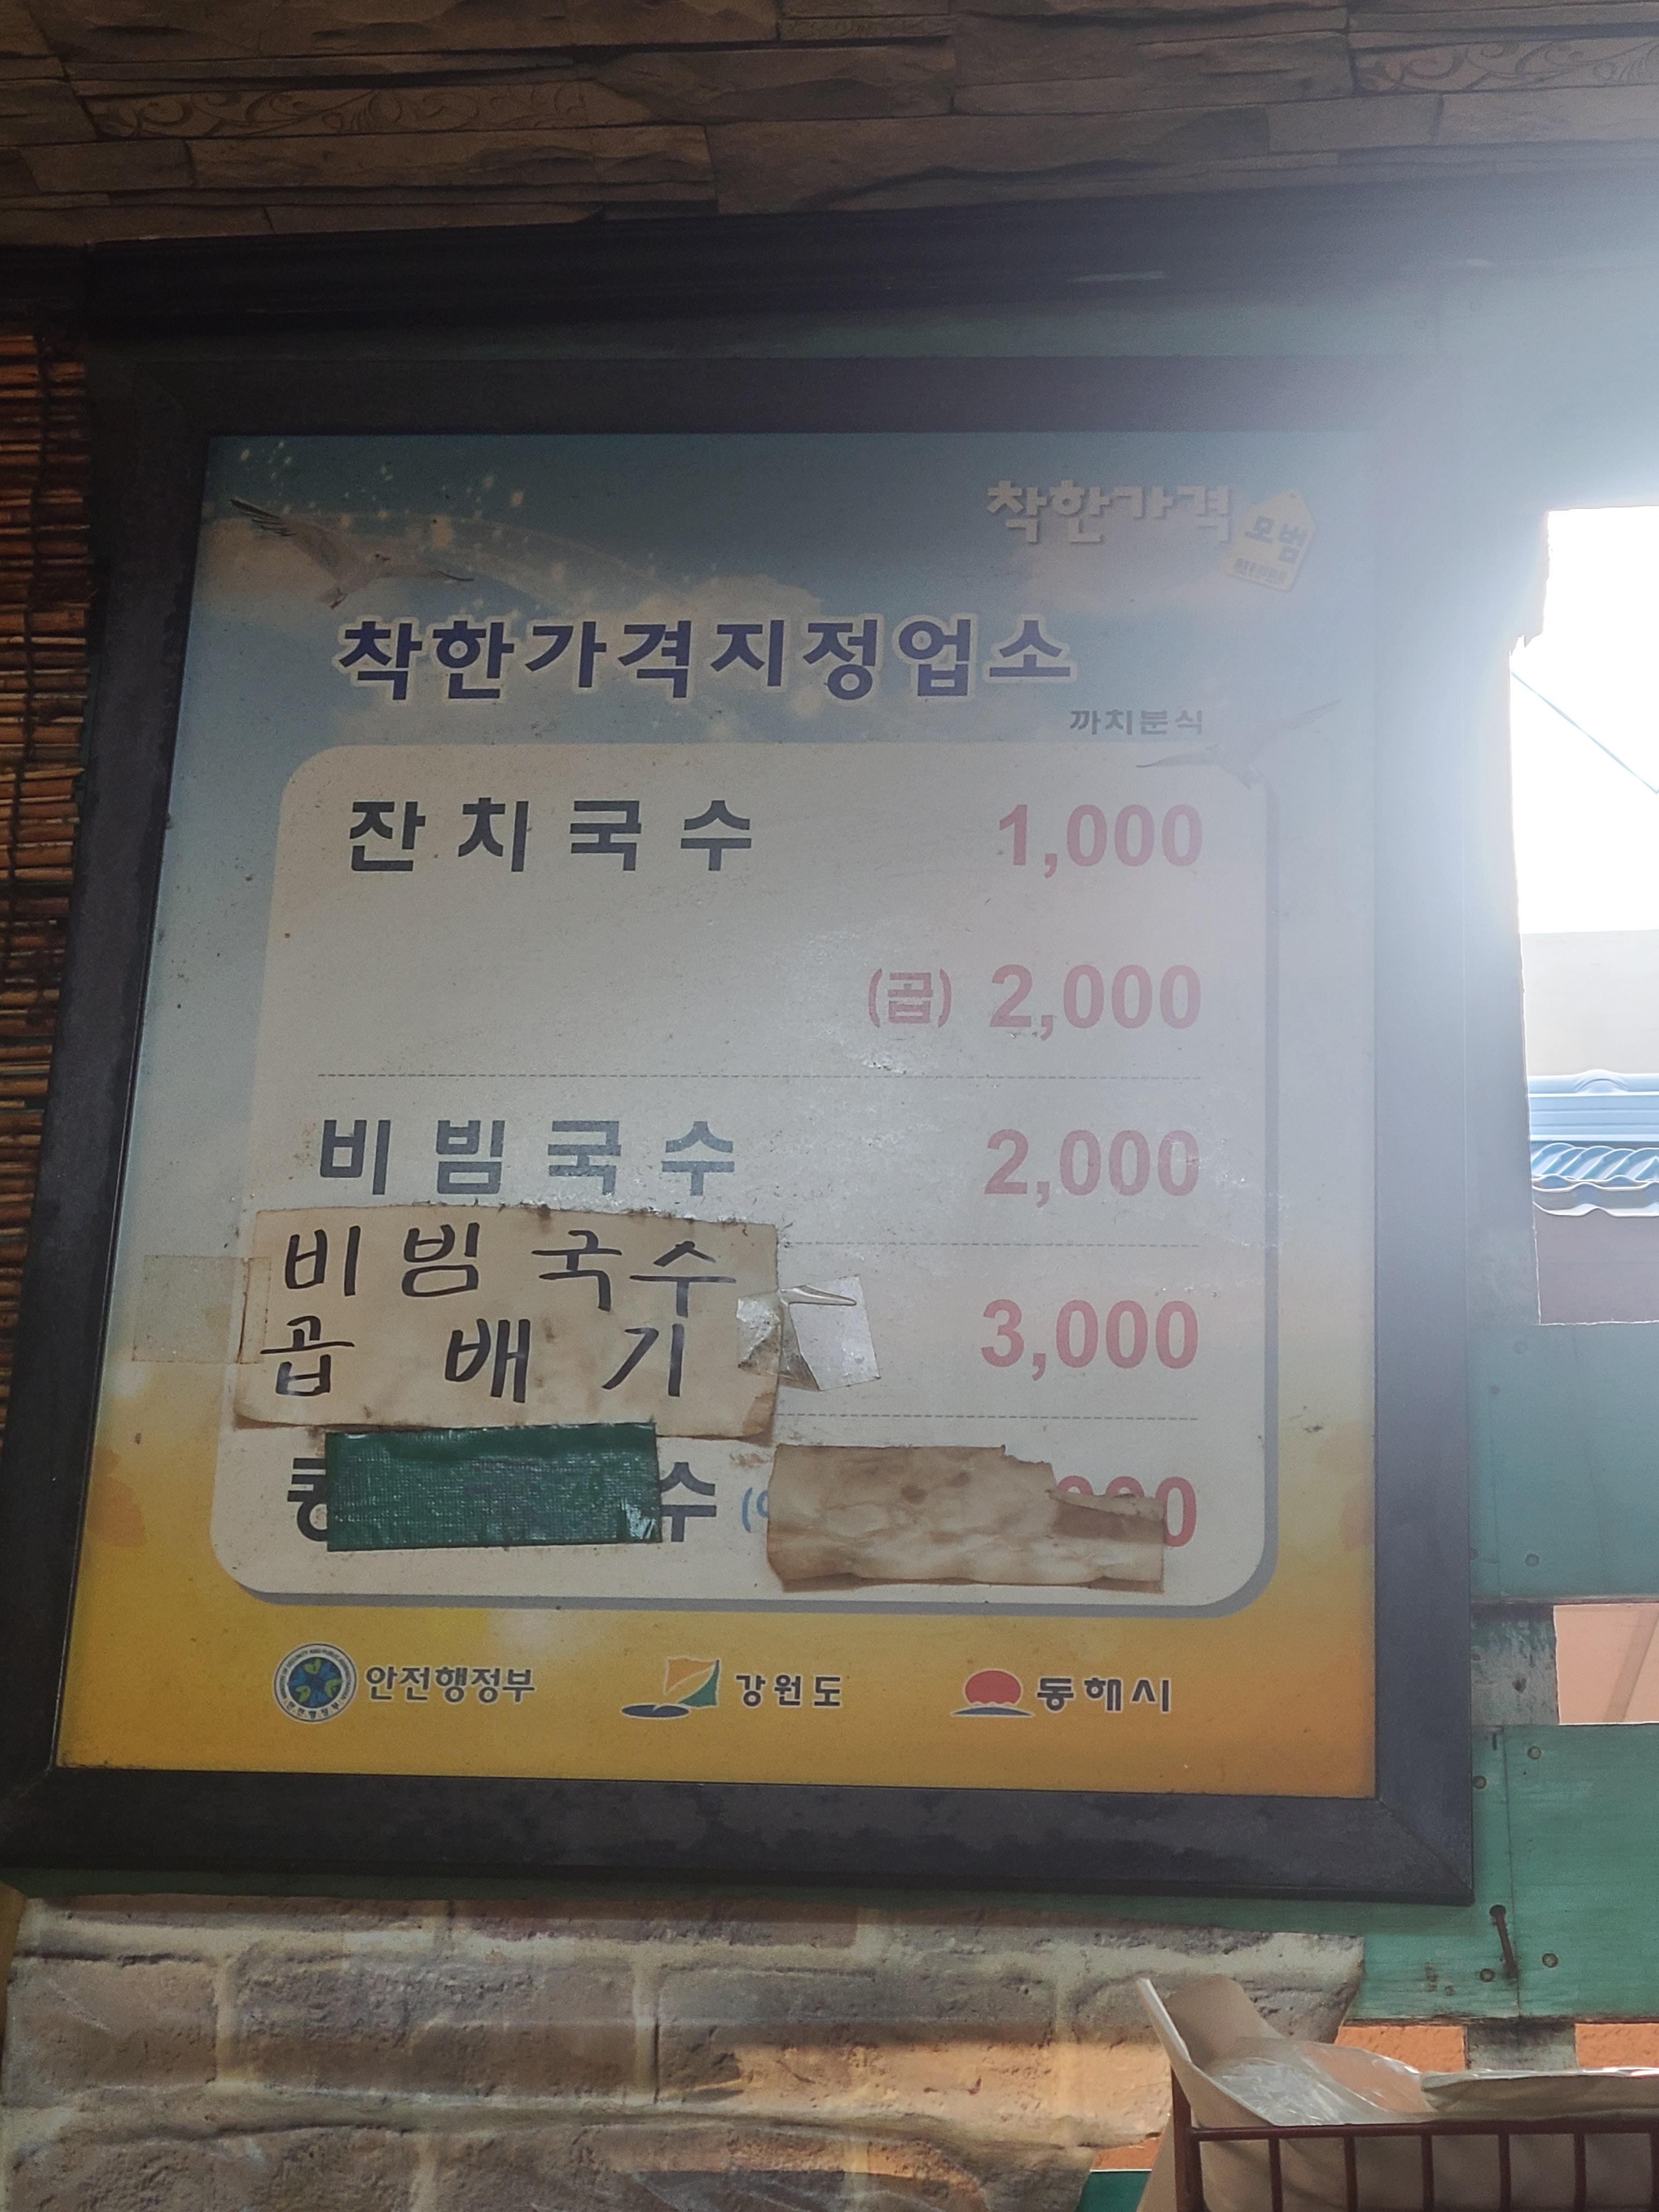 착한가격
모범
착한가격지정업소
까치분식
잔치국수 1,000
(곱) 2,000
비빔국수 2,000
비빔국수
곱배기 3,000
수
안전행정부 강원도 동해시